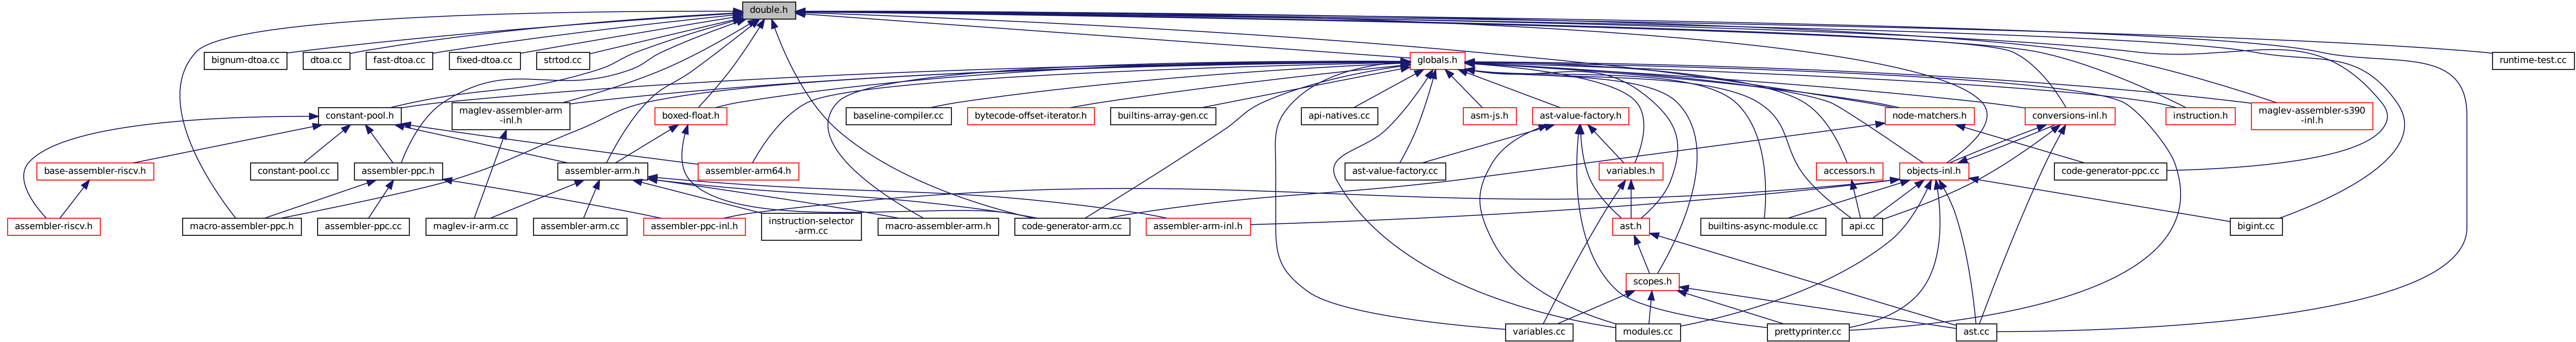 double.h
bignum-dtoa.cc
dtoa.cc
fast-dtoa.cc
fixed-dtoa.cc
strtod.cc
globals.h
runtime-test.cc
constant-pool.h
maglev-assembler-arm
-inl.h
boxed-float.h
baseline-compiler.cc
bytecode-offset-iterator.h
builtins-array-gen.cc
api-natives.cc
asm-js.h
ast-value-factory.h
node-matchers.h
conversions-inl.h
instruction.h
maglev-assembler-s390
-inl.h
base-assembler-riscv.h
constant-pool.cc
assembler-ppc.h
assembler-arm.h
assembler-arm64.h
ast-value-factory.cc
variables.h
accessors.h
objects-inl.h
code-generator-ppc.cc
assembler-riscv.h
macro-assembler-ppc.h
assembler-ppc.cc
maglev-ir-arm.cc
assembler-arm.cc
assembler-ppc-inl.h
instruction-selector
-arm.cc
macro-assembler-arm.h
code-generator-arm.cc
assembler-arm-inl.h
ast.h
builtins-async-module.cc
api.cc
bigint.cc
scopes.h
variables.cc
modules.cc
prettyprinter.cc
ast.cc